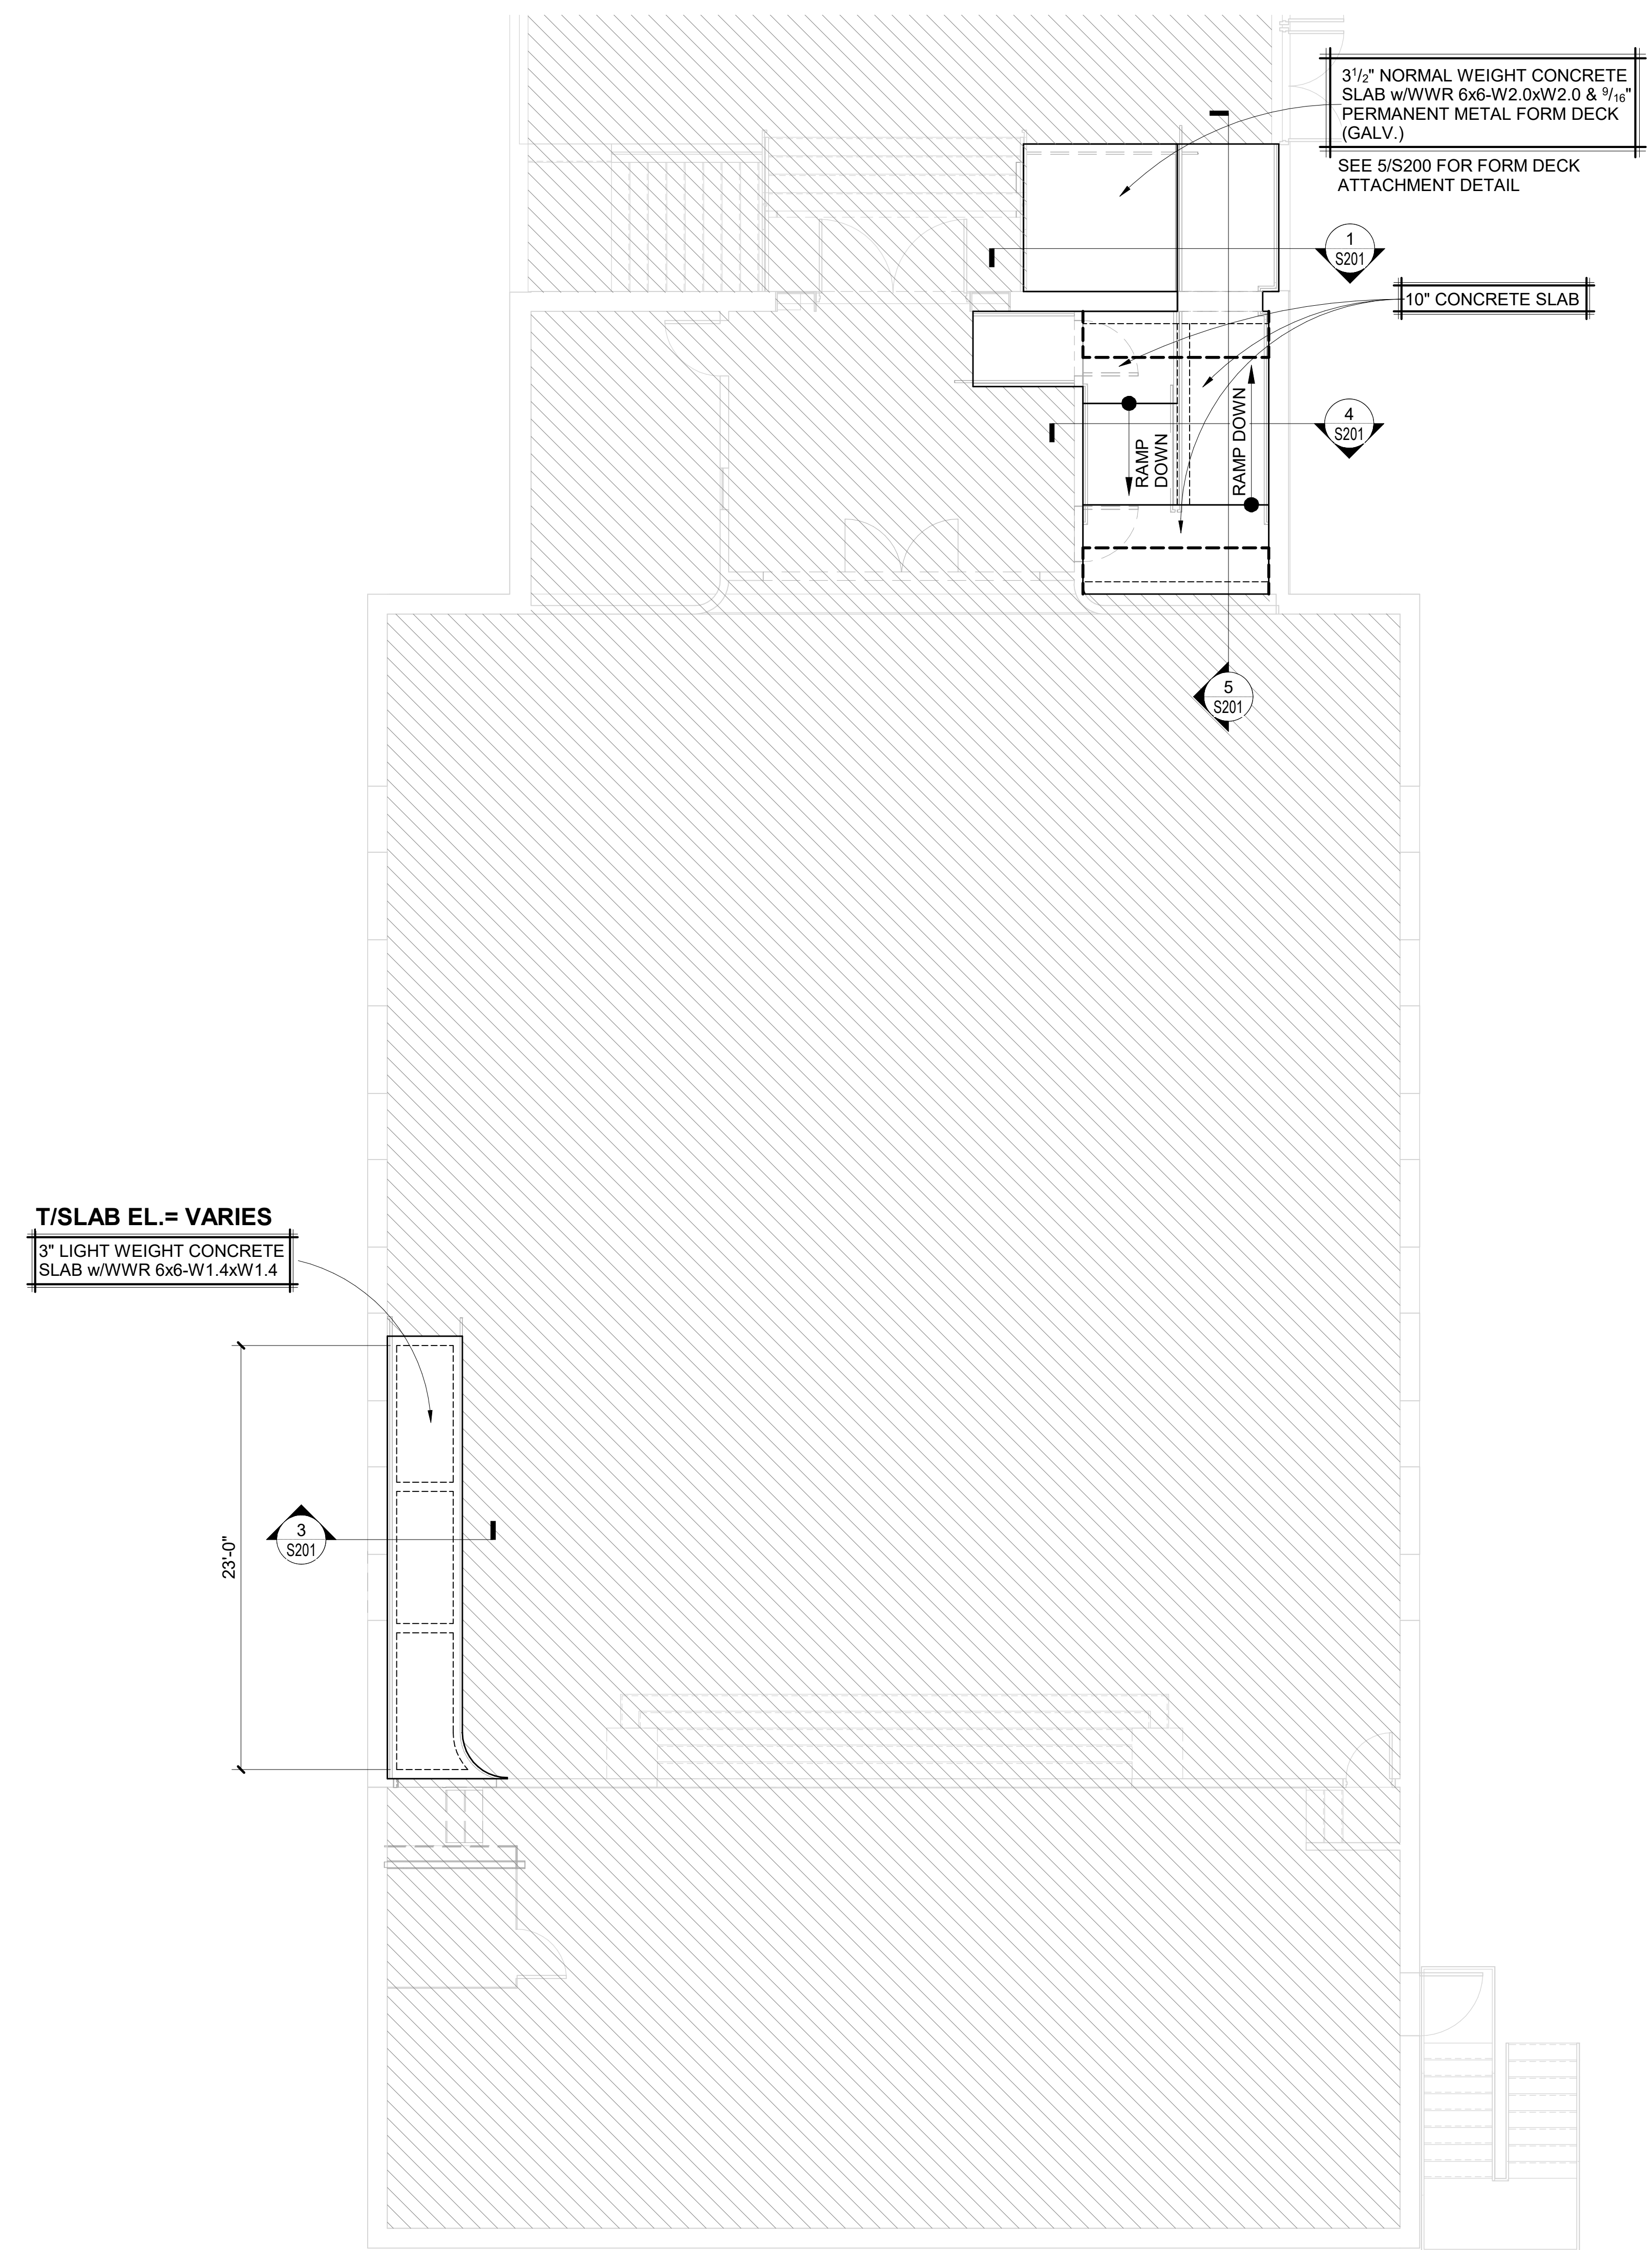 3 1/2" NORMAL WEIGHT CONCRETE
SLAB w/WWR 6x6-W2.0xW2.0 & 9/16"
PERMANENT METAL FORM DECK
(GALV.)
SEE 5/S200 FOR FORM DECK
ATTACHMENT DETAIL
1
S201
10" CONCRETE SLAB
4
S201
RAMP
DOWN
RAMP DOWN
5
S201
T/SLAB EL.= VARIES
3" LIGHT WEIGHT CONCRETE
SLAB w/WWR 6x6-W1.4xW1.4
23'-0"
3
S201